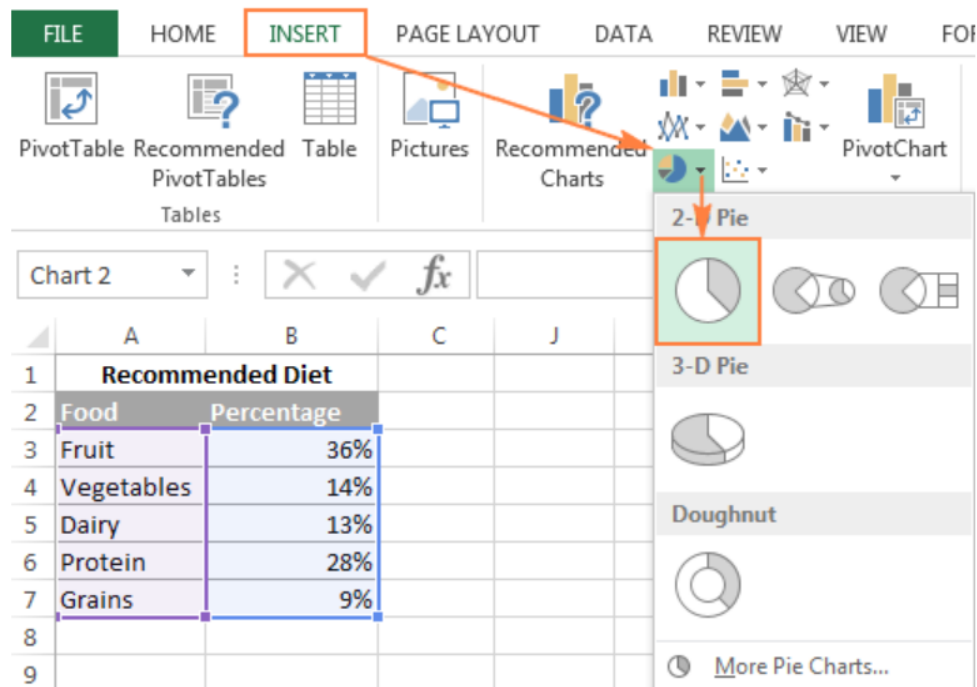 FILE HOME INSERT PAGE LAYOUT DATA REVIEW VIEW FOR
PivotTable Recommended PivotTables Table Pictures Recommended Charts PivotChart
Tables
2-D Pie
Chart 2 fx
A B C J
3-D Pie
1 Recommended Diet
2 Food Percentage
3 Fruit 36%
4 Vegetables 14%
5 Dairy 13%
Doughnut
6 Protein 28%
7 Grains 9%
8
9
More Pie Charts...